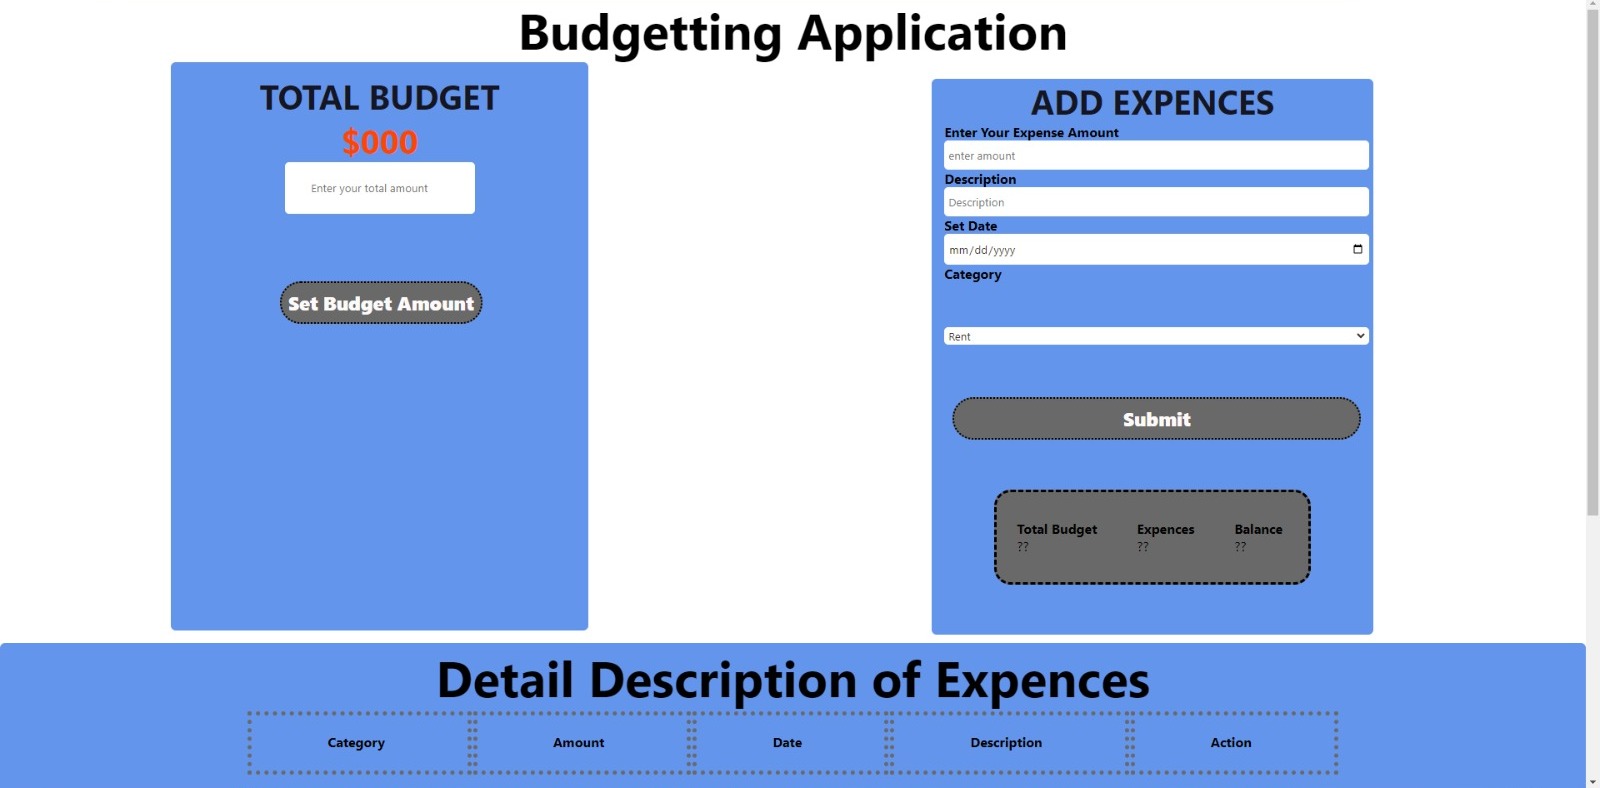 Budgetting Application
TOTAL BUDGET
$000
Enter your total amount
Set Budget Amount
ADD EXPENCES
Enter Your Expense Amount
enter amount
Description
Description
Set Date
mm/dd/yyyy
Category
Rent
Submit
Total Budget Expences Balance
?? ?? ??
Detail Description of Expences
Category Amount Date Description Action